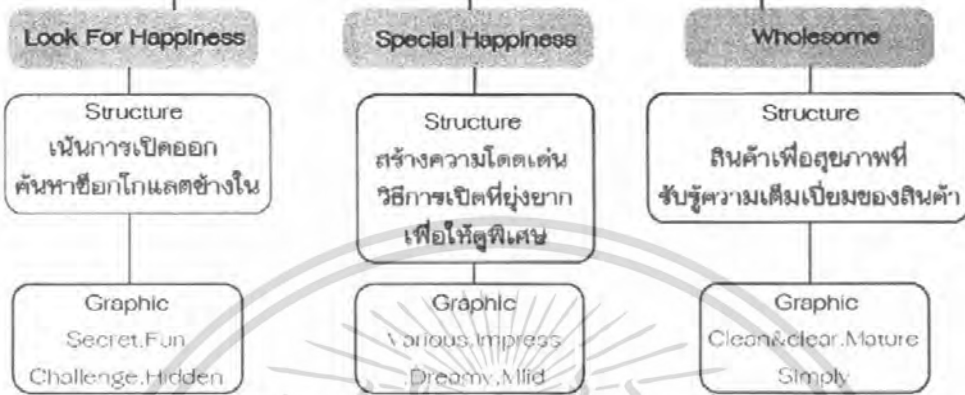 Look For Happiness
Structure
เน้นการเปิดออก
ค้นหาช็อกโกแลตข้างใน
Graphic
Secret.Fun
Challenge.Hidden
Special Happiness
Structure
สร้างความโดดเด่น
วิธีการเปิดที่ยุ่งยาก
เพื่อให้ดูพิเศษ
Graphic
Various.Impress
.Dreamy.Mlid
Wholesome
Structure
สินค้าเพื่อสุขภาพที่
รับรู้ความเต็มเปี่ยมของสินค้า
Graphic
Clean&clear.Mature
Simply